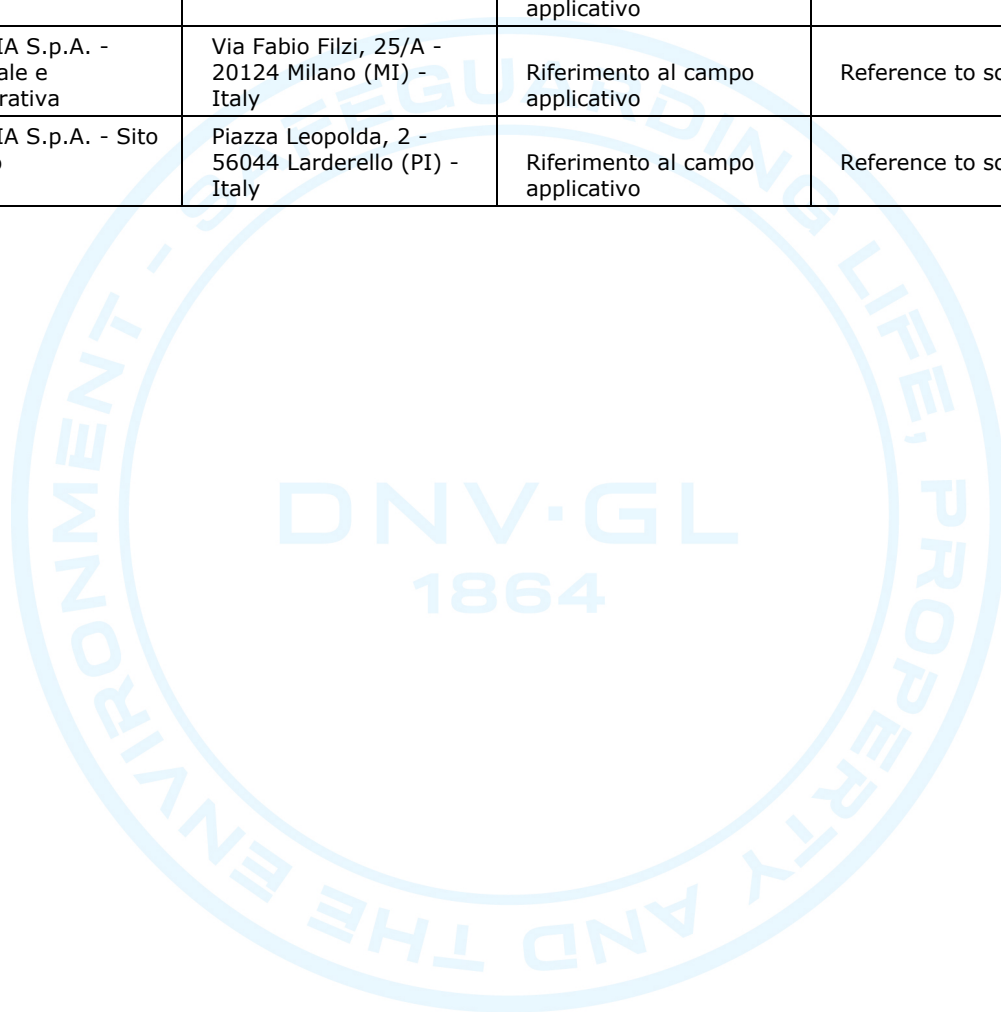 applicativo
IA S.p.A. -
ale e
rativa
Via Fabio Filzi, 25/A -
20124 Milano (MI) -
Italy
Riferimento al campo
applicativo
Reference to sc
IA S.p.A. - Sito
o
Piazza Leopolda, 2 -
56044 Larderello (PI) -
Italy
Riferimento al campo
applicativo
Reference to sc
SAFEGUARDING LIFE, PROPERTY AND THE ENVIRONMENT -
DNV·GL
1864